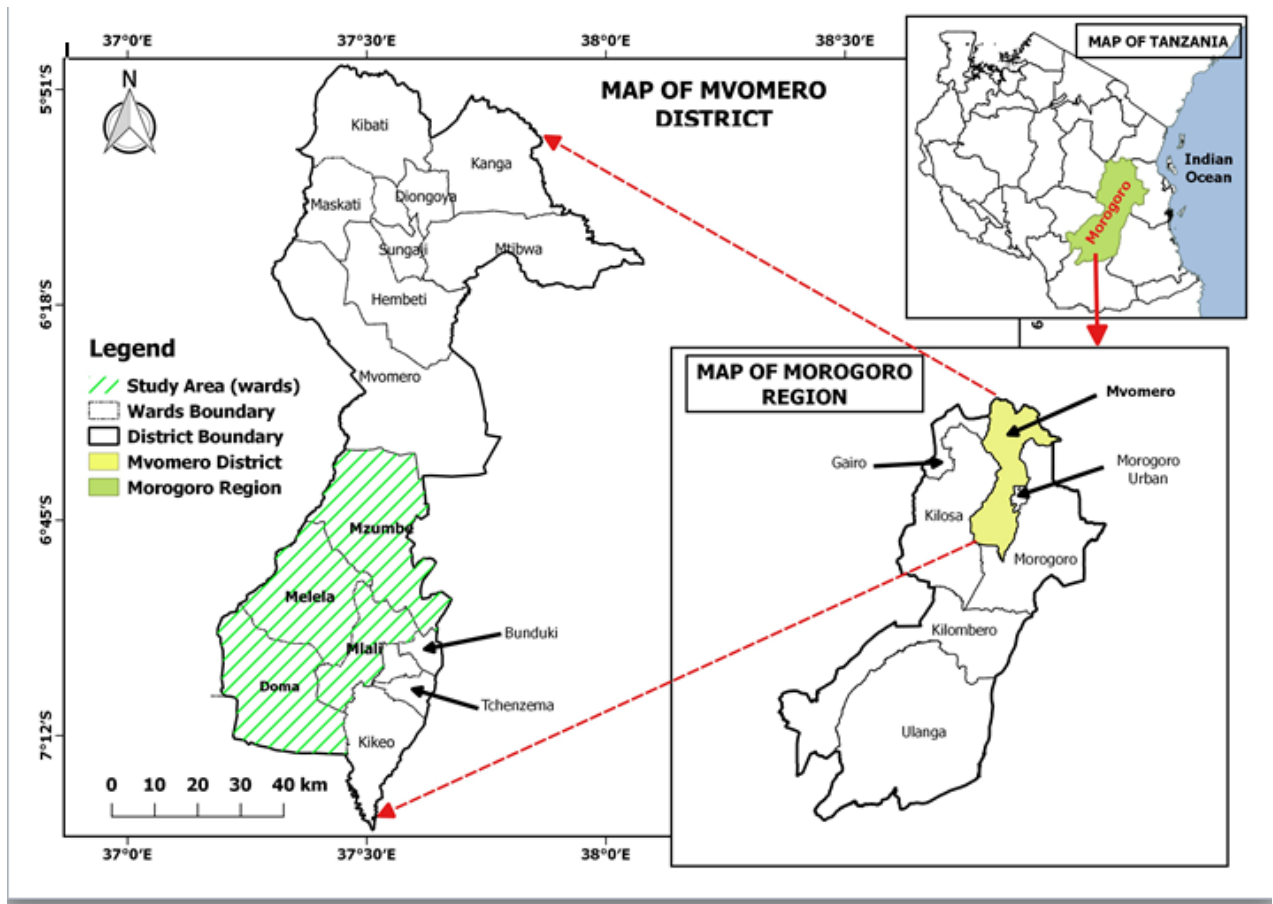 37°0'E
37°30'E
38°0'E
38°30'E
MAP OF TANZANIA
Indian
Ocean
Morogoro
N
MAP OF MVOMERO
DISTRICT
5°51'S
6°18'S
6°45'S
7°12'S
Kibati
Kanga
Maskati
Diongoya
Sungaji
Mtibwa
Hembeti
Mvomero
Mzumbe
Melela
Mlali
Doma
Bunduki
Tchenzema
Kikeo
Legend
Study Area (wards)
Wards Boundary
District Boundary
Mvomero District
Morogoro Region
0 10 20 30 40 km
37°0'E
37°30'E
38°0'E
6
MAP OF MOROGORO
REGION
Mvomero
Gairo
Morogoro
Urban
Kilosa
Morogoro
Kilombero
Ulanga